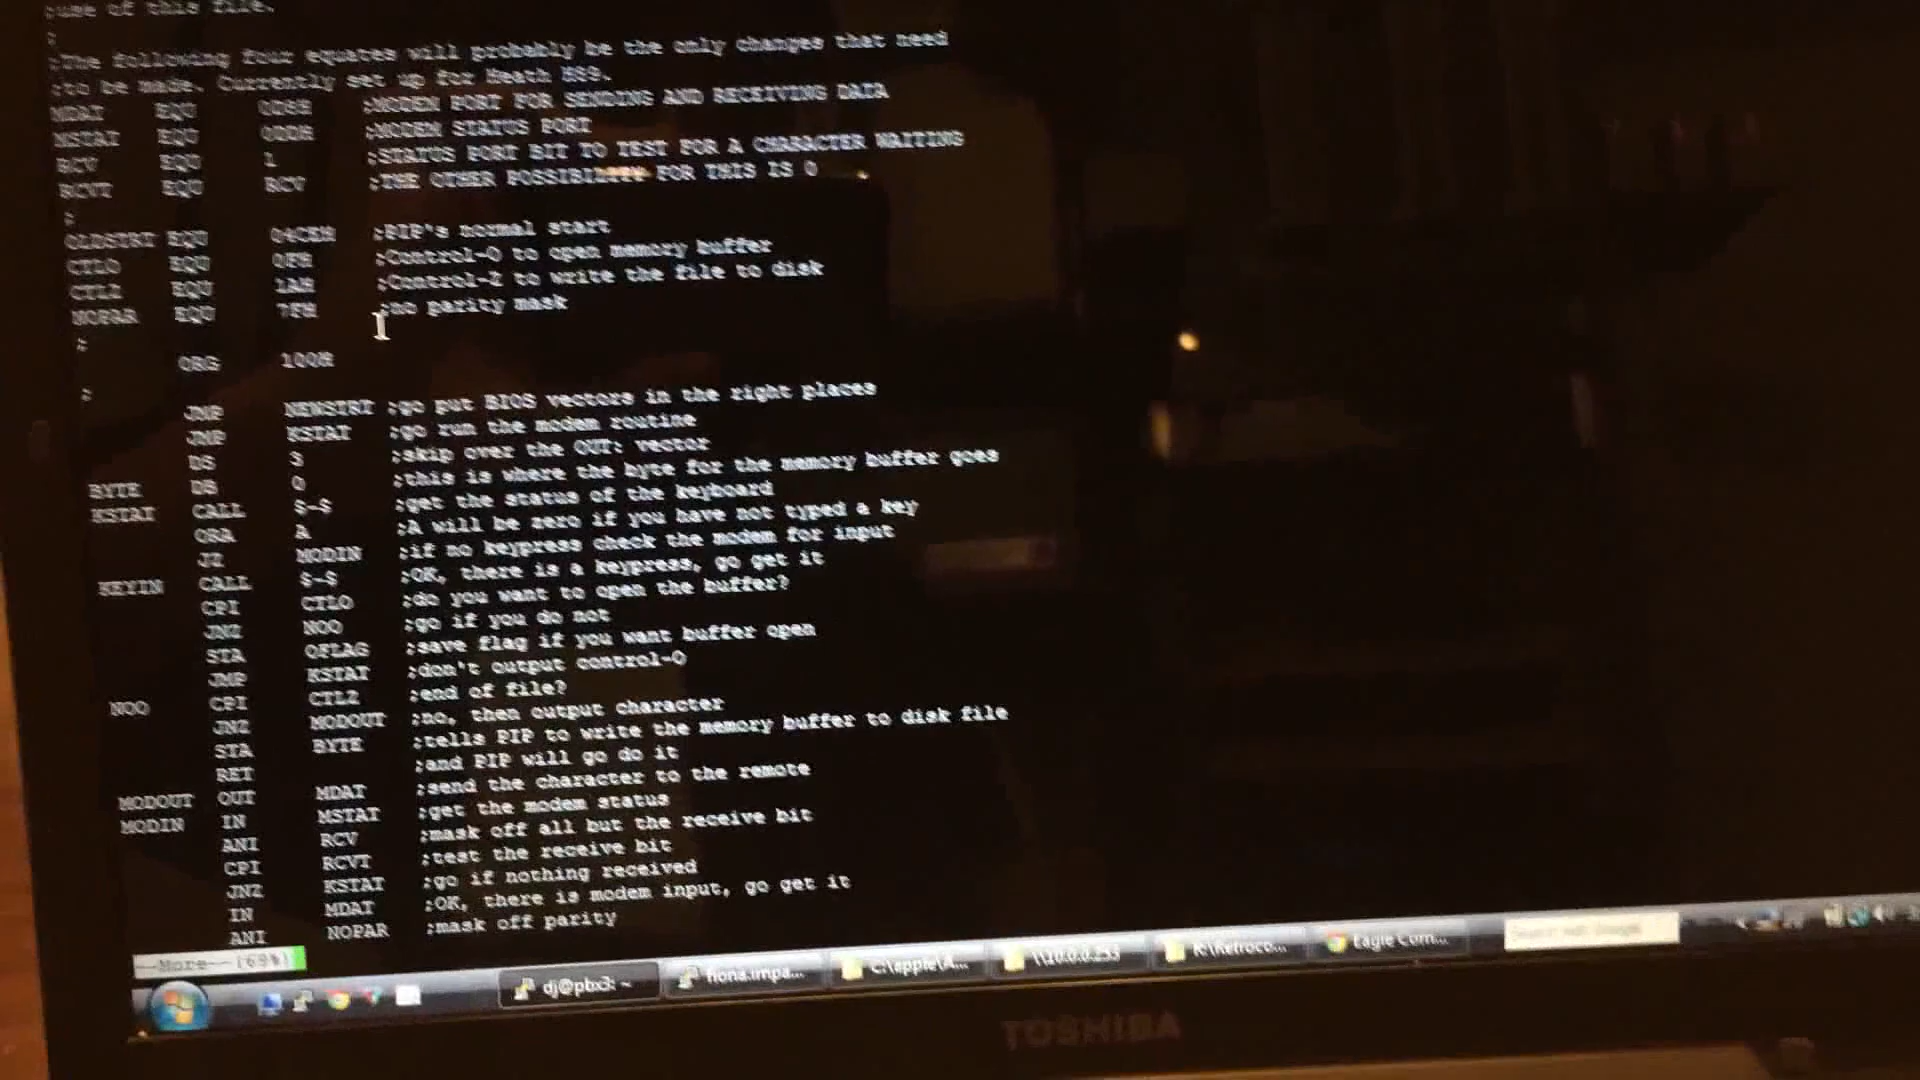 ;use of this file.
;
;The following four equates will probably be the only changes that need
;to be made. Currently set up for Heath H89.
MDAT EQU 0D8H ;MODEM PORT FOR SENDING AND RECEIVING DATA
MSTAT EQU 0DDH ;MODEM STATUS PORT
RCV EQU 1 ;STATUS PORT BIT TO TEST FOR A CHARACTER WAITING
RCVT EQU RCV ;THE OTHER POSSIBILITY FOR THIS IS 0
;
OLDSTRT EQU 04CEH ;PIP's normal start
CTLO EQU 0FH ;Control-O to open memory buffer
CTLZ EQU 1AH ;Control-Z to write the file to disk
NOPAR EQU 7FH ;no parity mask
;
ORG 100H
;
JMP NEWSTRT ;go put BIOS vectors in the right places
JMP KSTAT ;go run the modem routine
DS 3 ;skip over the OUT: vector
BYTE DB 0 ;this is where the byte for the memory buffer goes
KSTAT CALL $-$ ;get the status of the keyboard
ORA A ;A will be zero if you have not typed a key
JZ MODIN ;if no keypress check the modem for input
KEYIN CALL $-$ ;OK, there is a keypress, go get it
CPI CTLO ;do you want to open the buffer?
JNZ NOO ;go if you do not
STA OFLAG ;save flag if you want buffer open
JMP KSTAT ;don't output control-O
NOO CPI CTLZ ;end of file?
JNZ MODOUT ;no, then output character
STA BYTE ;tells PIP to write the memory buffer to disk file
RET ;and PIP will go do it
MODOUT OUT MDAT ;send the character to the remote
MODIN IN MSTAT ;get the modem status
ANI RCV ;mask off all but the receive bit
CPI RCVT ;test the receive bit
JNZ KSTAT ;go if nothing received
IN MDAT ;OK, there is modem input, go get it
ANI NOPAR ;mask off parity
--More--(69%)
dj@pbx3: ~ fiona.impa... C:\apple\A... \\10.0.0.253 K:\Retroco... Eagle Com...
TOSHIBA